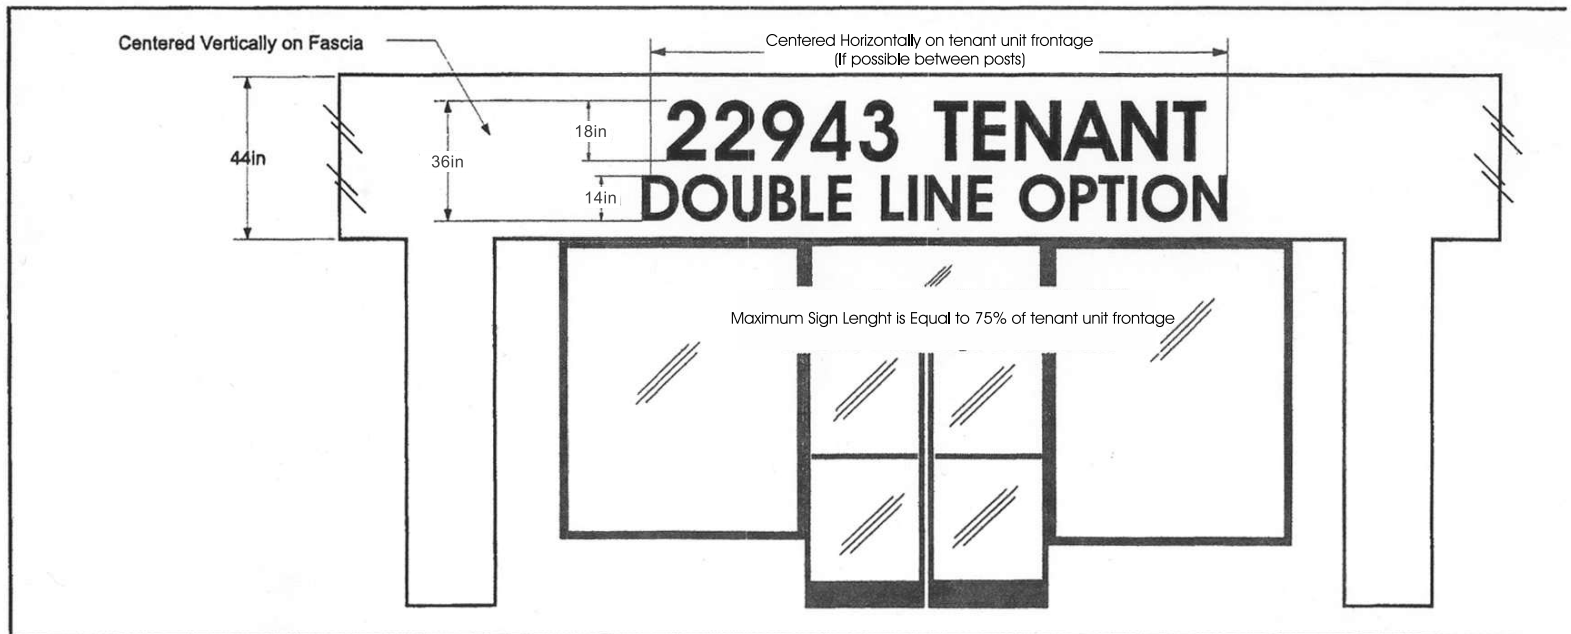 Centered Vertically on Fascia
Centered Horizontally on tenant unit frontage
(If possible between posts)
44in
36in
18in
22943 TENANT
14in
DOUBLE LINE OPTION
Maximum Sign Lenght is Equal to 75% of tenant unit frontage